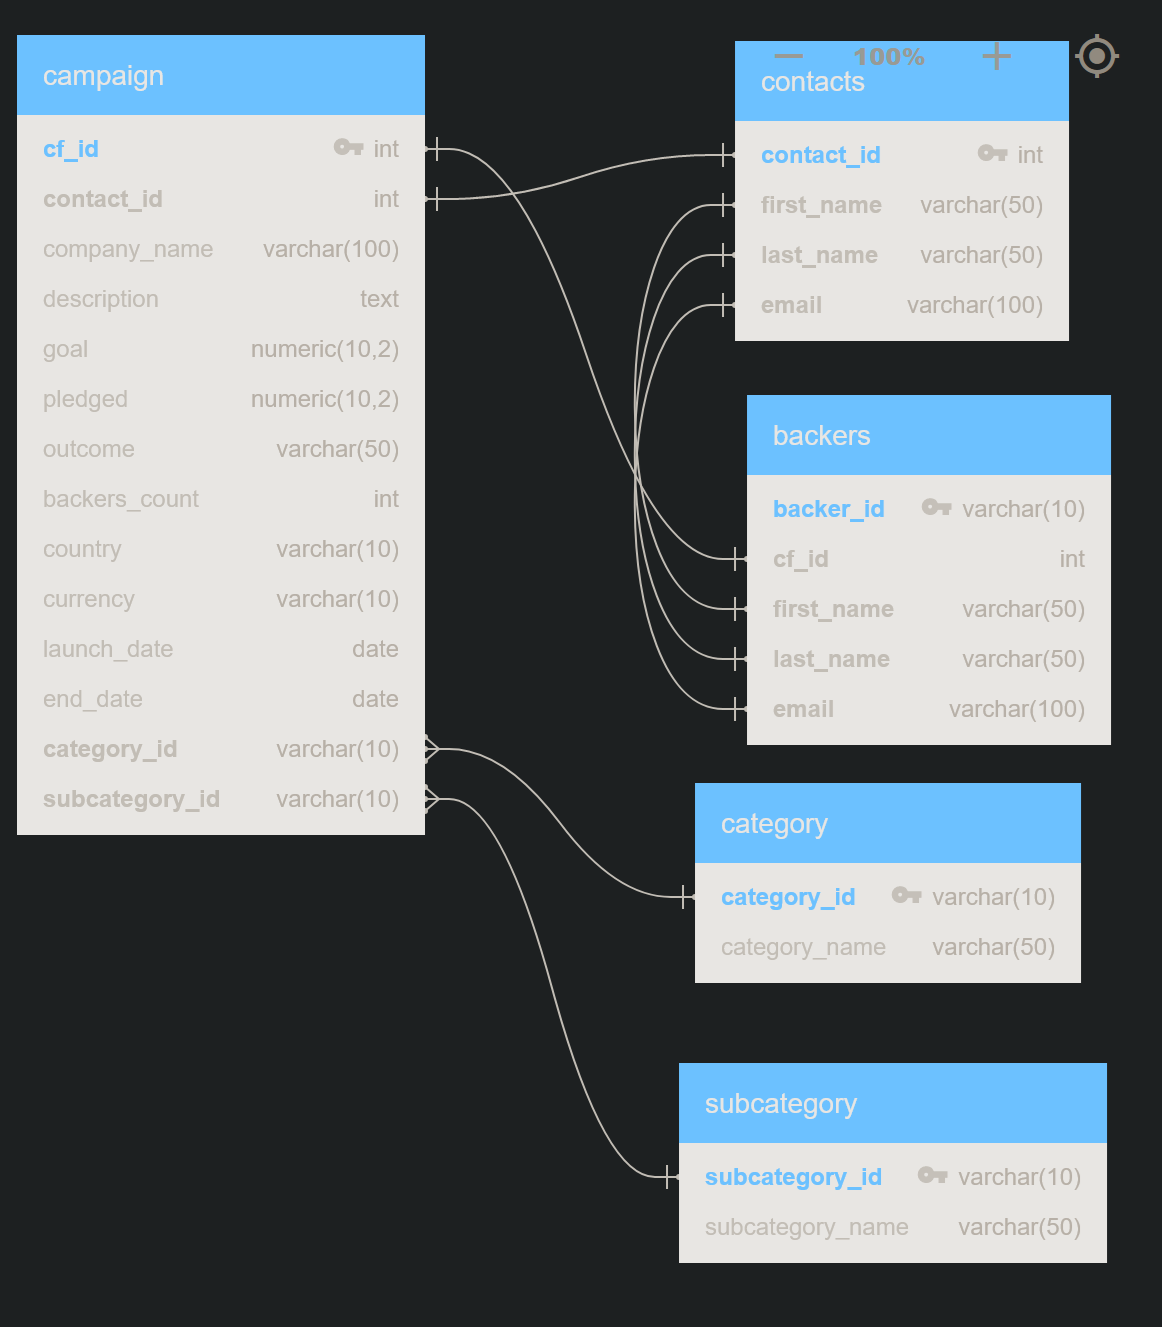 campaign
cf_id int
contact_id int
company_name varchar(100)
description text
goal numeric(10,2)
pledged numeric(10,2)
outcome varchar(50)
backers_count int
country varchar(10)
currency varchar(10)
launch_date date
end_date date
category_id varchar(10)
subcategory_id varchar(10)
100%
contacts
contact_id int
first_name varchar(50)
last_name varchar(50)
email varchar(100)
backers
backer_id varchar(10)
cf_id int
first_name varchar(50)
last_name varchar(50)
email varchar(100)
category
category_id varchar(10)
category_name varchar(50)
subcategory
subcategory_id varchar(10)
subcategory_name varchar(50)